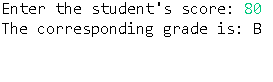 Enter the student's score: 80
The corresponding grade is: B